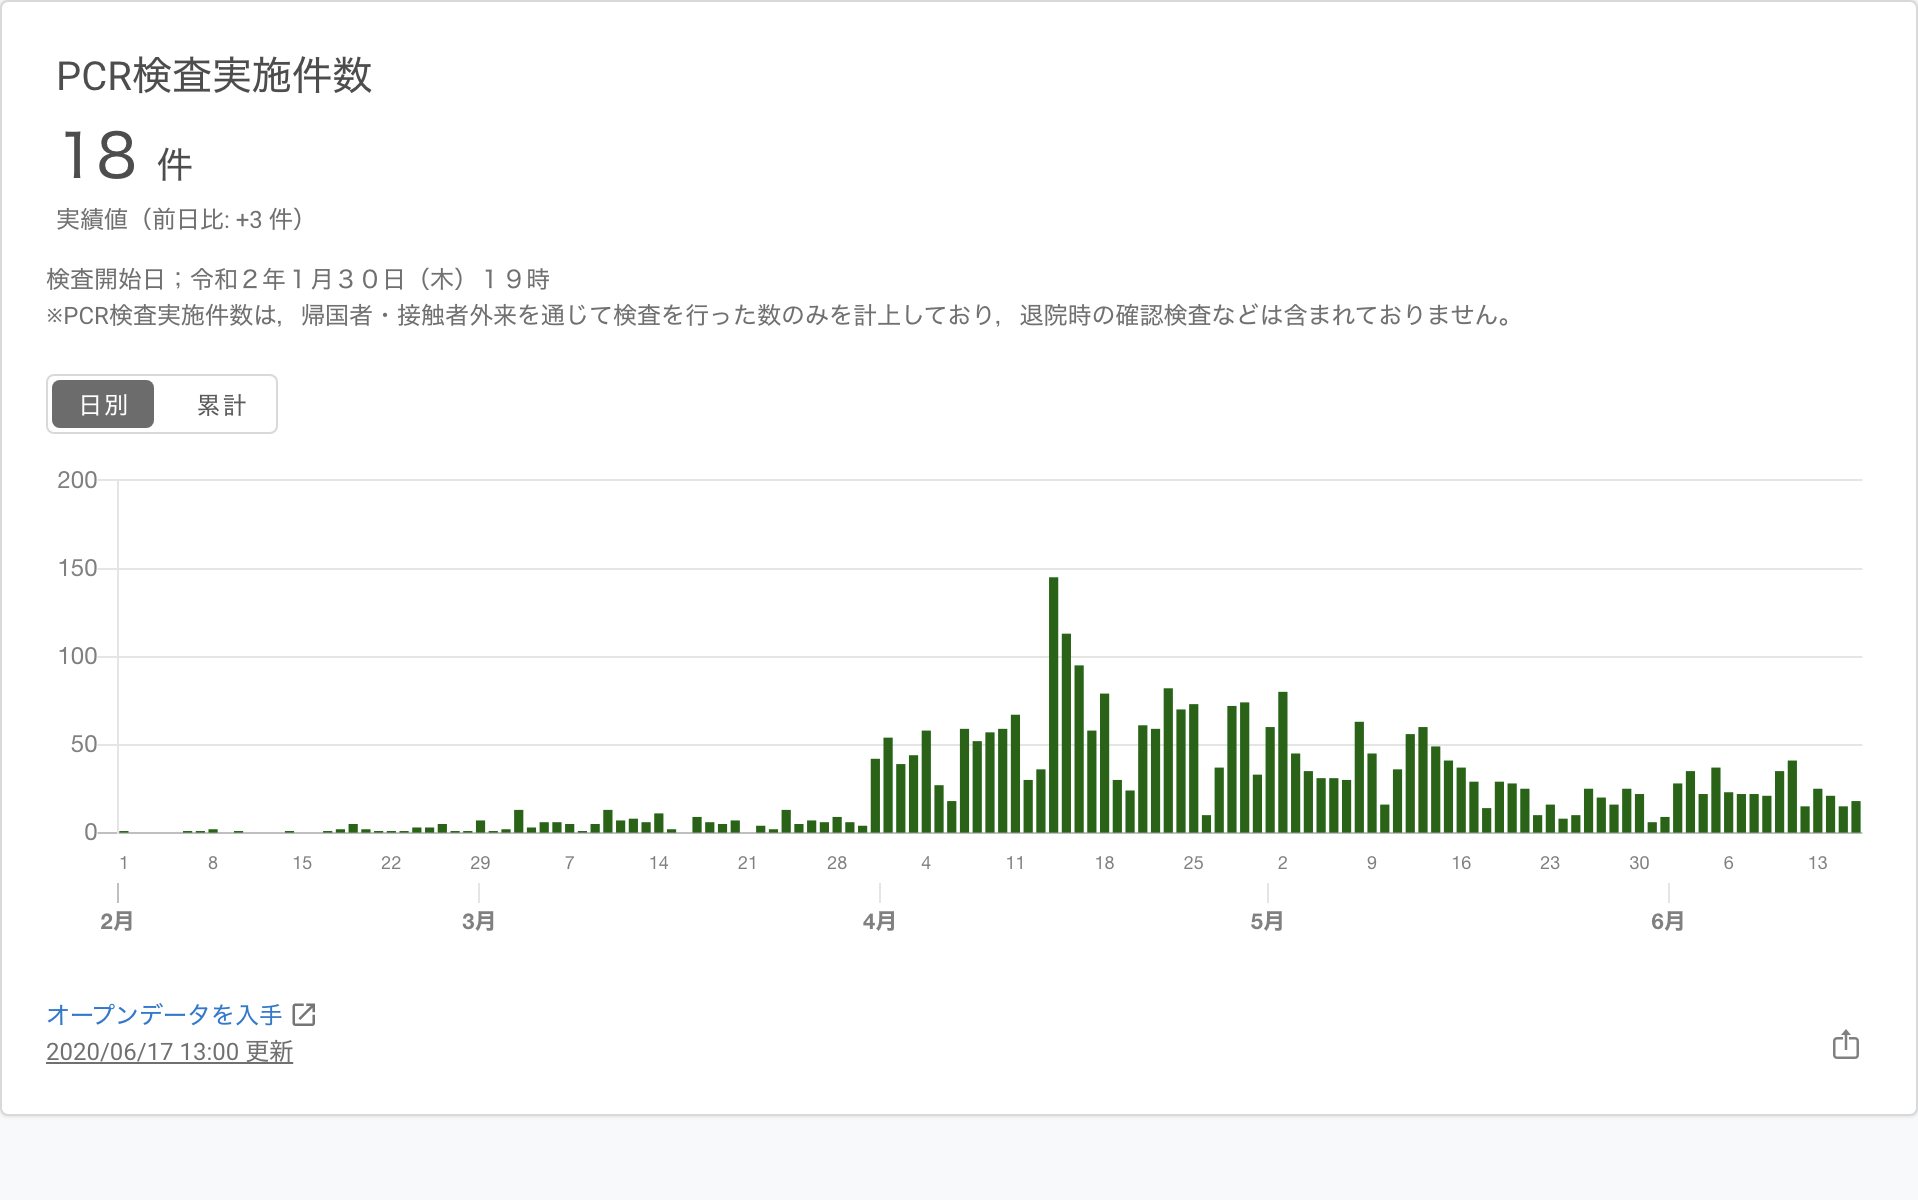 PCR検査実施件数
18 件
実績値（前日比: +3 件）
検査開始日；令和２年１月３０日（木）１９時
※PCR検査実施件数は，帰国者・接触者外来を通じて検査を行った数のみを計上しており，退院時の確認検査などは含まれておりません。
日別 累計
200
150
100
50
0
1 8 15 22 29 7 14 21 28 4 11 18 25 2 9 16 23 30 6 13
2月 3月 4月 5月 6月
オープンデータを入手
2020/06/17 13:00 更新